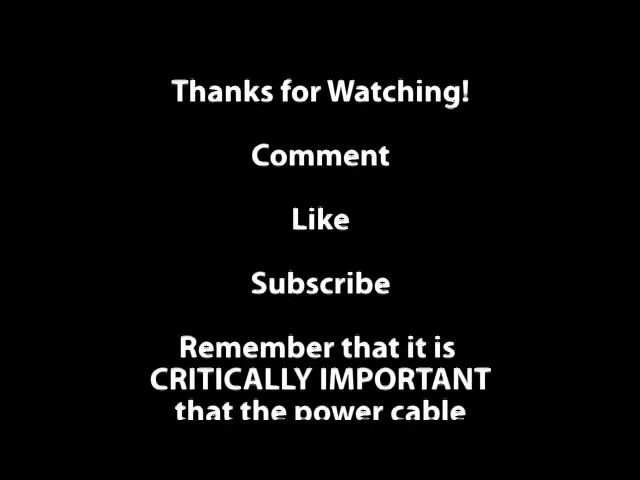 Thanks for Watching!
Comment
Like
Subscribe
Remember that it is
CRITICALLY IMPORTANT
that the power cable